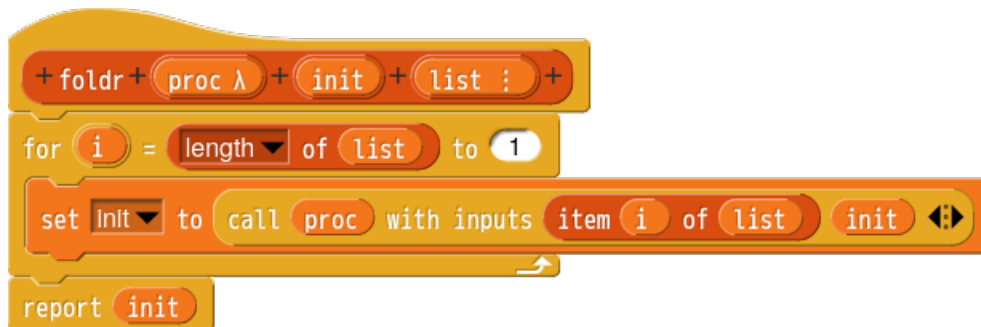 + foldr + proc λ + init + list ⋮ +
for i = length of list to 1
set init to call proc with inputs item i of list init
report init